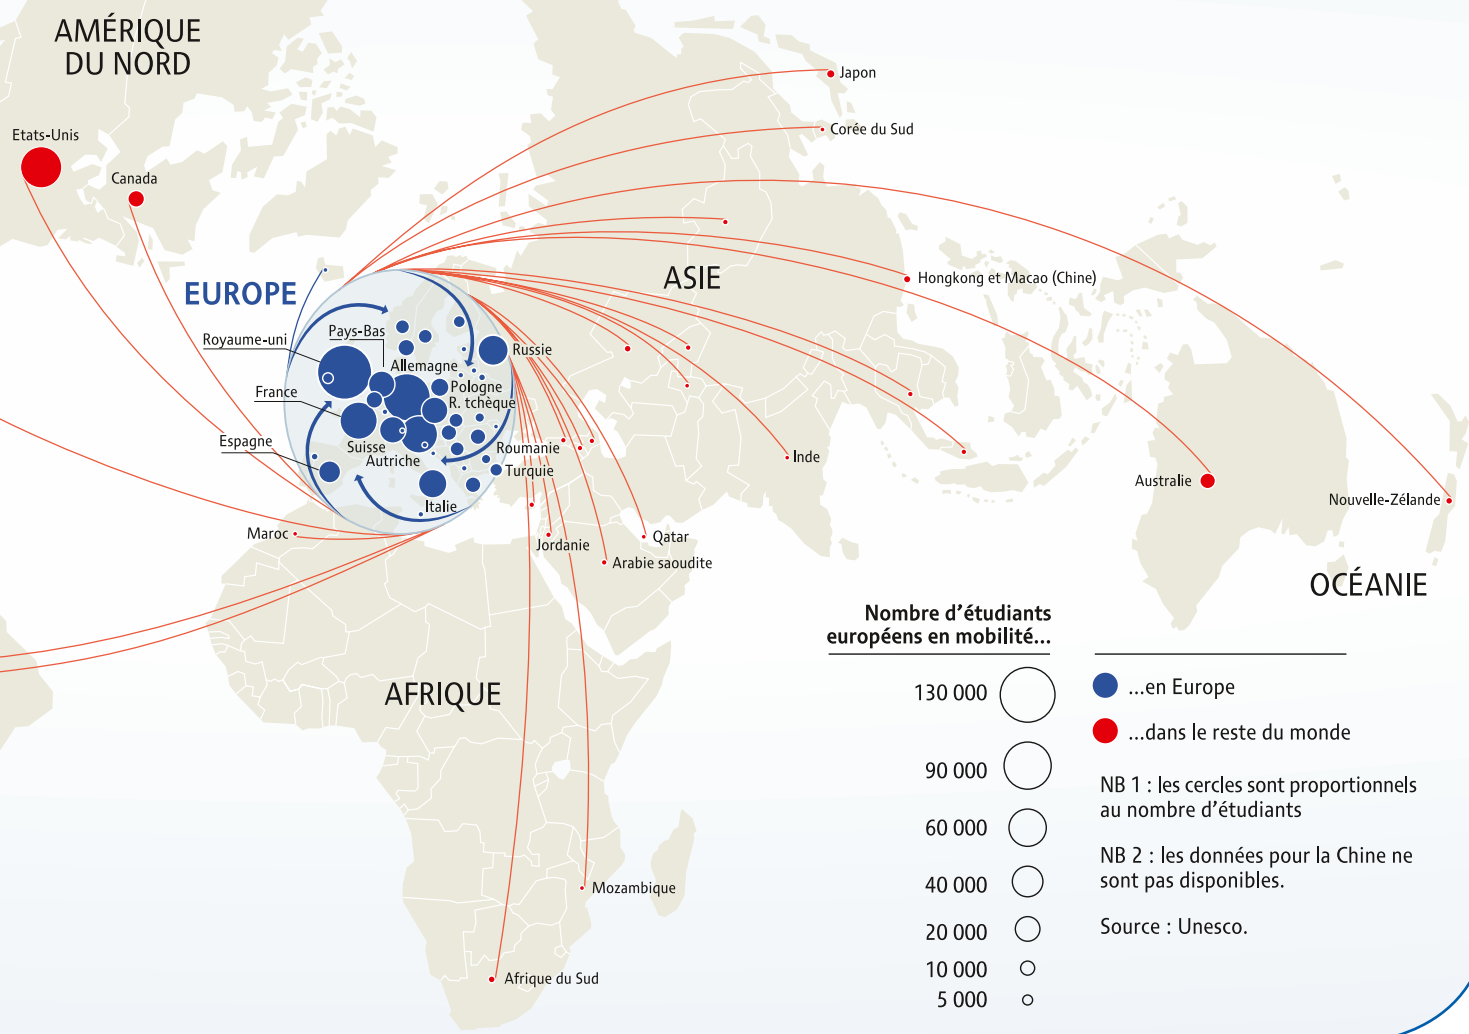 AMÉRIQUE
DU NORD
Etats-Unis
Canada
Japon
Corée du Sud
EUROPE
ASIE
Hongkong et Macao (Chine)
Royaume-uni
Pays-Bas
Russie
Allemagne
France
Pologne
R. tchèque
Espagne
Suisse
Autriche
Roumanie
Turquie
Italie
Inde
Australie
Nouvelle-Zélande
Maroc
Jordanie
Qatar
Arabie saoudite
OCÉANIE
AFRIQUE
Mozambique
Afrique du Sud
Nombre d’étudiants
européens en mobilité...
130 000
90 000
60 000
40 000
20 000
10 000
5 000
...en Europe
...dans le reste du monde
NB 1 : les cercles sont proportionnels
au nombre d’étudiants
NB 2 : les données pour la Chine ne
sont pas disponibles.
Source : Unesco.